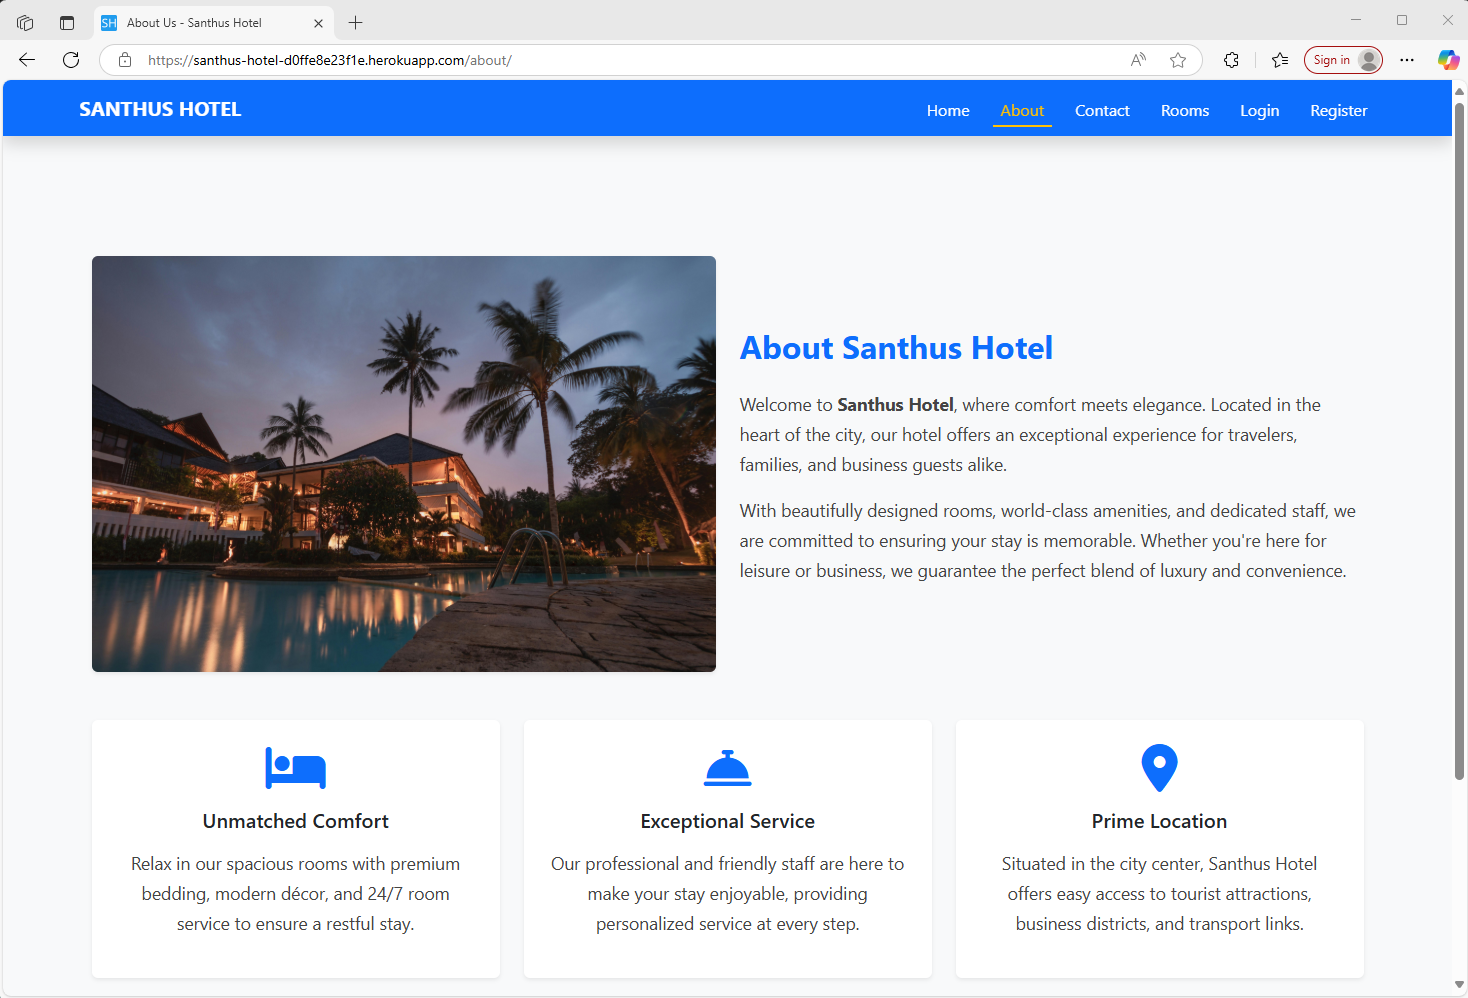 SH About Us - Santhus Hotel
https://santhus-hotel-d0ffe8e23f1e.herokuapp.com/about/
Sign in
SANTHUS HOTEL
Home About Contact Rooms Login Register
About Santhus Hotel
Welcome to Santhus Hotel, where comfort meets elegance. Located in the
heart of the city, our hotel offers an exceptional experience for travelers,
families, and business guests alike.
With beautifully designed rooms, world-class amenities, and dedicated staff, we
are committed to ensuring your stay is memorable. Whether you're here for
leisure or business, we guarantee the perfect blend of luxury and convenience.
Unmatched Comfort
Relax in our spacious rooms with premium
bedding, modern décor, and 24/7 room
service to ensure a restful stay.
Exceptional Service
Our professional and friendly staff are here to
make your stay enjoyable, providing
personalized service at every step.
Prime Location
Situated in the city center, Santhus Hotel
offers easy access to tourist attractions,
business districts, and transport links.